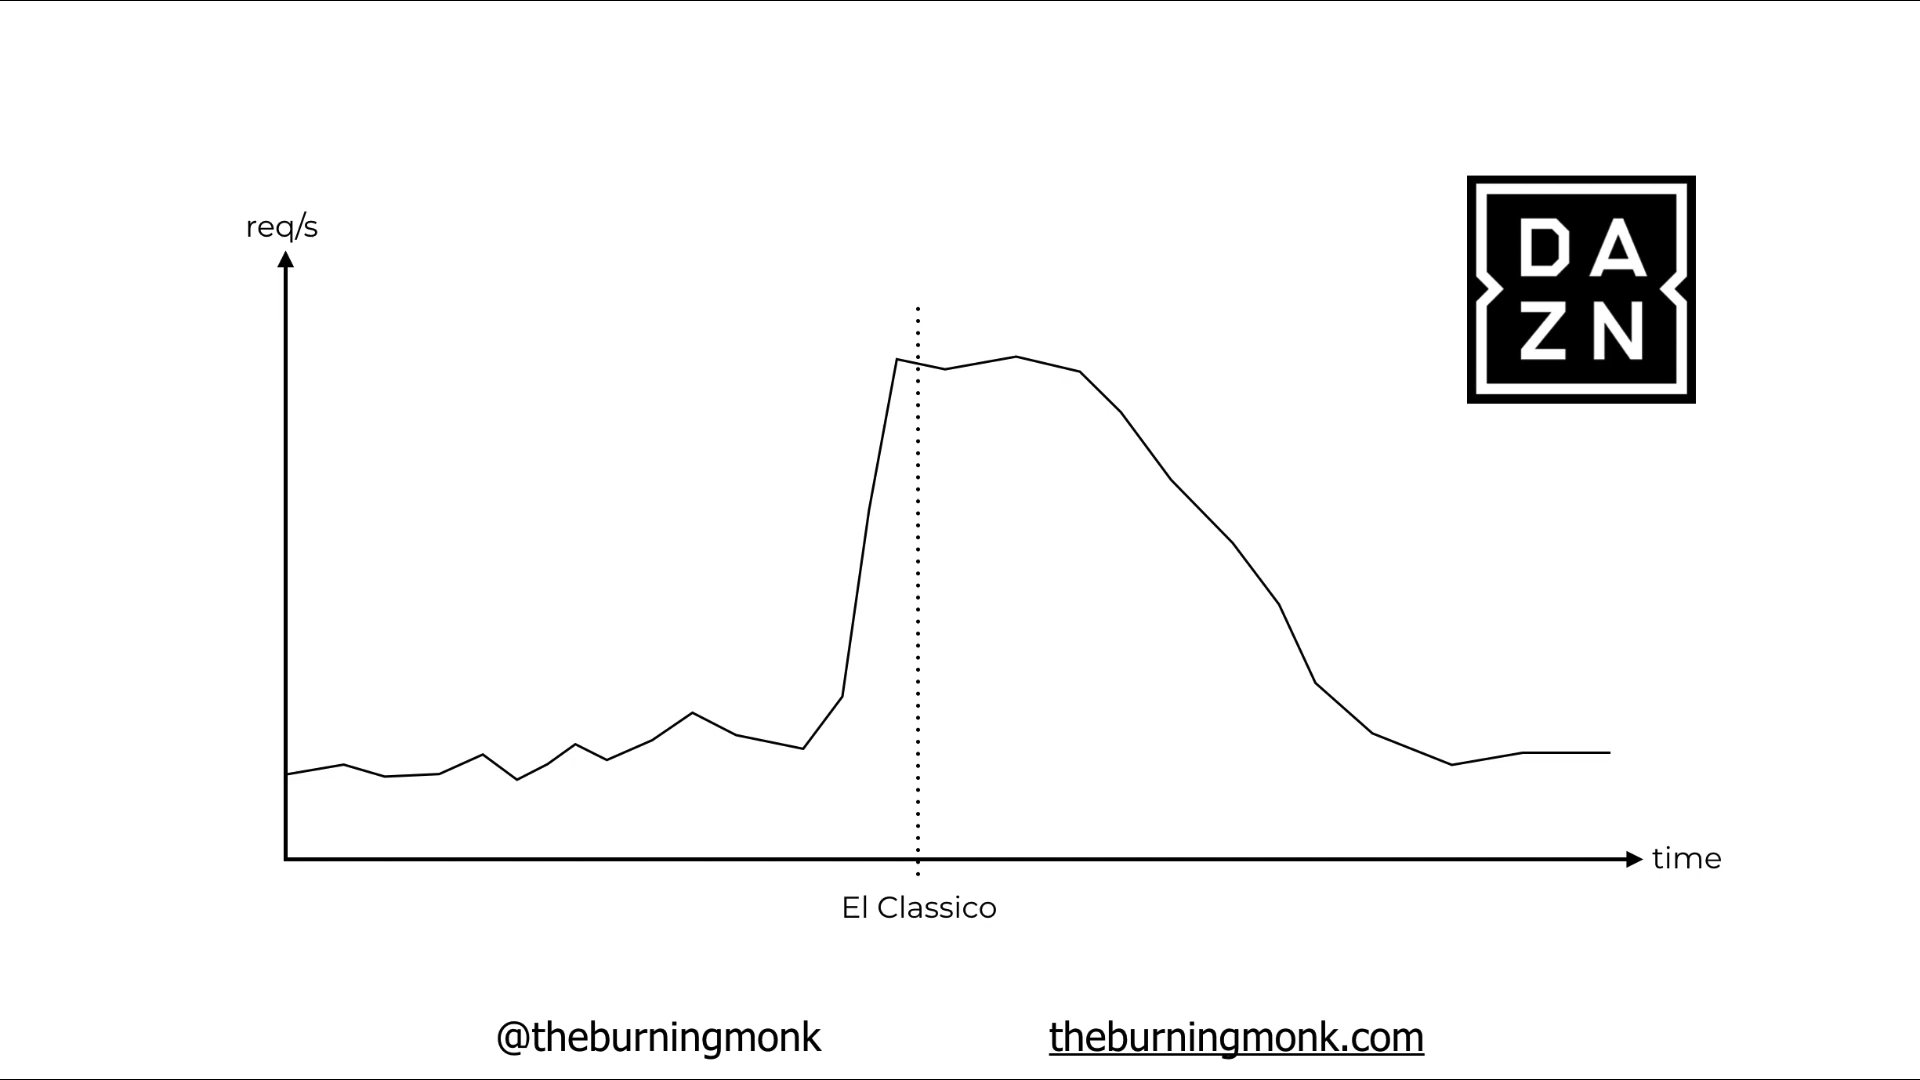 req/s
DA
ZN
time
El Classico
@theburningmonk
theburningmonk.com